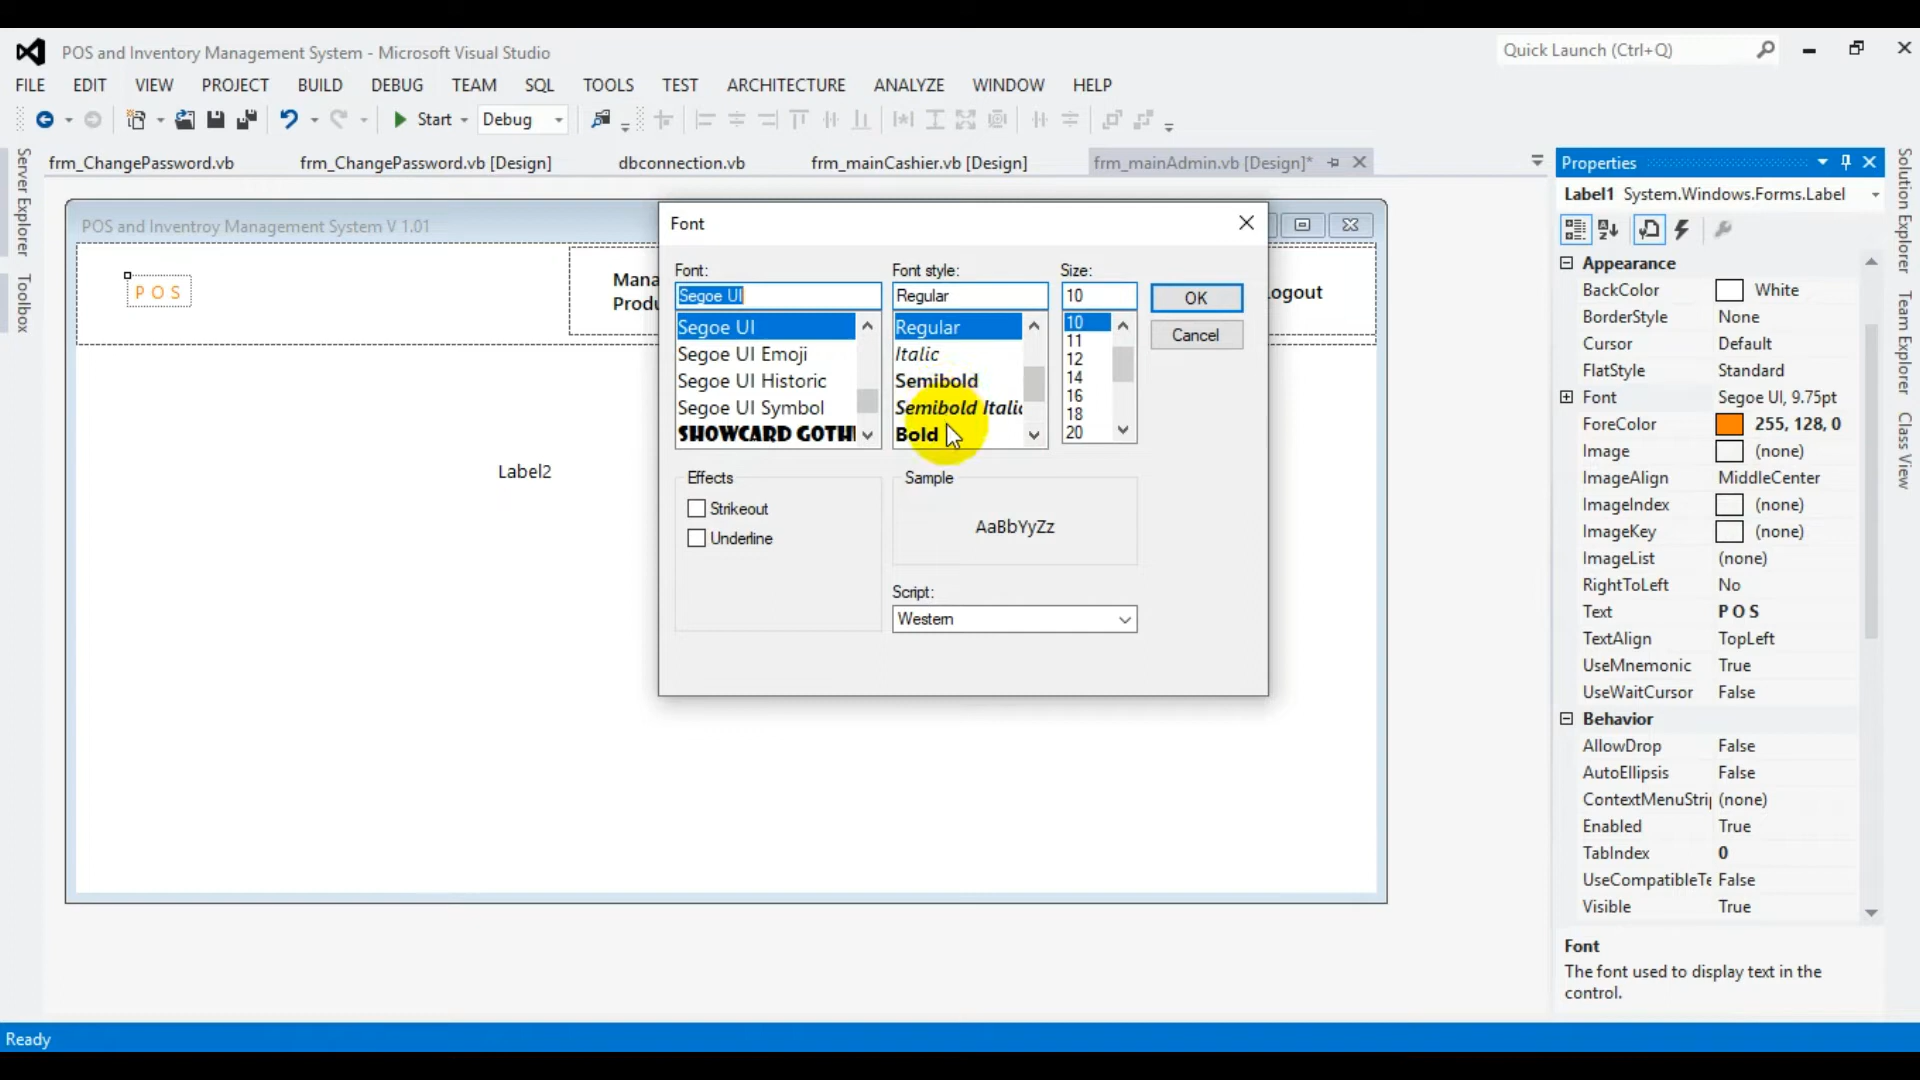 POS and Inventory Management System - Microsoft Visual Studio
Quick Launch (Ctrl+Q)
FILE EDIT VIEW PROJECT BUILD DEBUG TEAM SQL TOOLS TEST ARCHITECTURE ANALYZE WINDOW HELP
Start Debug
frm_ChangePassword.vb frm_ChangePassword.vb [Design] dbconnection.vb frm_mainCashier.vb [Design] frm_mainAdmin.vb [Design]*
Server Explorer
Toolbox
POS and Inventroy Management System V 1.01
P O S
Mana
Produ
Logout
Label2
Font
Font:
Segoe UI
Segoe UI
Segoe UI Emoji
Segoe UI Historic
Segoe UI Symbol
SHOWCARD GOTHI
Font style:
Regular
Regular
Italic
Semibold
Semibold Italic
Bold
Size:
10
10
11
12
14
16
18
20
OK
Cancel
Effects
Strikeout
Underline
Sample
AaBbYyZz
Script:
Western
Properties
Label1 System.Windows.Forms.Label
Appearance
BackColor White
BorderStyle None
Cursor Default
FlatStyle Standard
Font Segoe UI, 9.75pt
ForeColor 255, 128, 0
Image (none)
ImageAlign MiddleCenter
ImageIndex (none)
ImageKey (none)
ImageList (none)
RightToLeft No
Text P O S
TextAlign TopLeft
UseMnemonic True
UseWaitCursor False
Behavior
AllowDrop False
AutoEllipsis False
ContextMenuStrip (none)
Enabled True
TabIndex 0
UseCompatibleTe False
Visible True
Font
The font used to display text in the
control.
Solution Explorer
Team Explorer
Class View
Ready